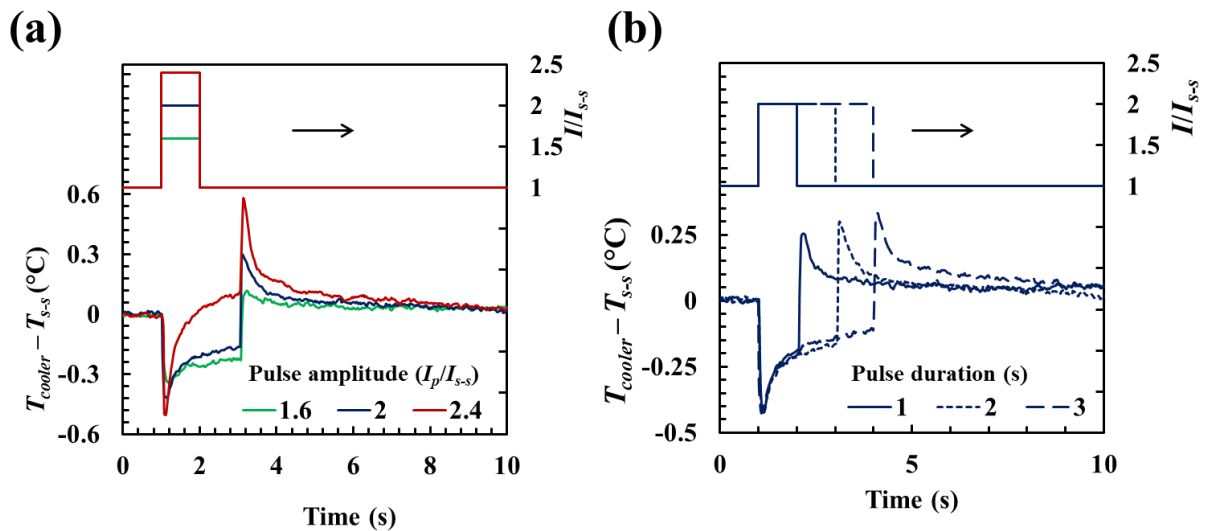 (a)
2.5
2
1.5
1
I/Is-s
0.6
0.3
0
-0.3
-0.6
Tcooler − Ts-s (°C)
Pulse amplitude (Ip/Is-s)
1.6 2 2.4
0 2 4 6 8 10
Time (s)
(b)
2.5
2
1.5
1
I/Is-s
0.25
0
-0.25
-0.5
Tcooler − Ts-s (°C)
Pulse duration (s)
1 2 3
0 5 10
Time (s)